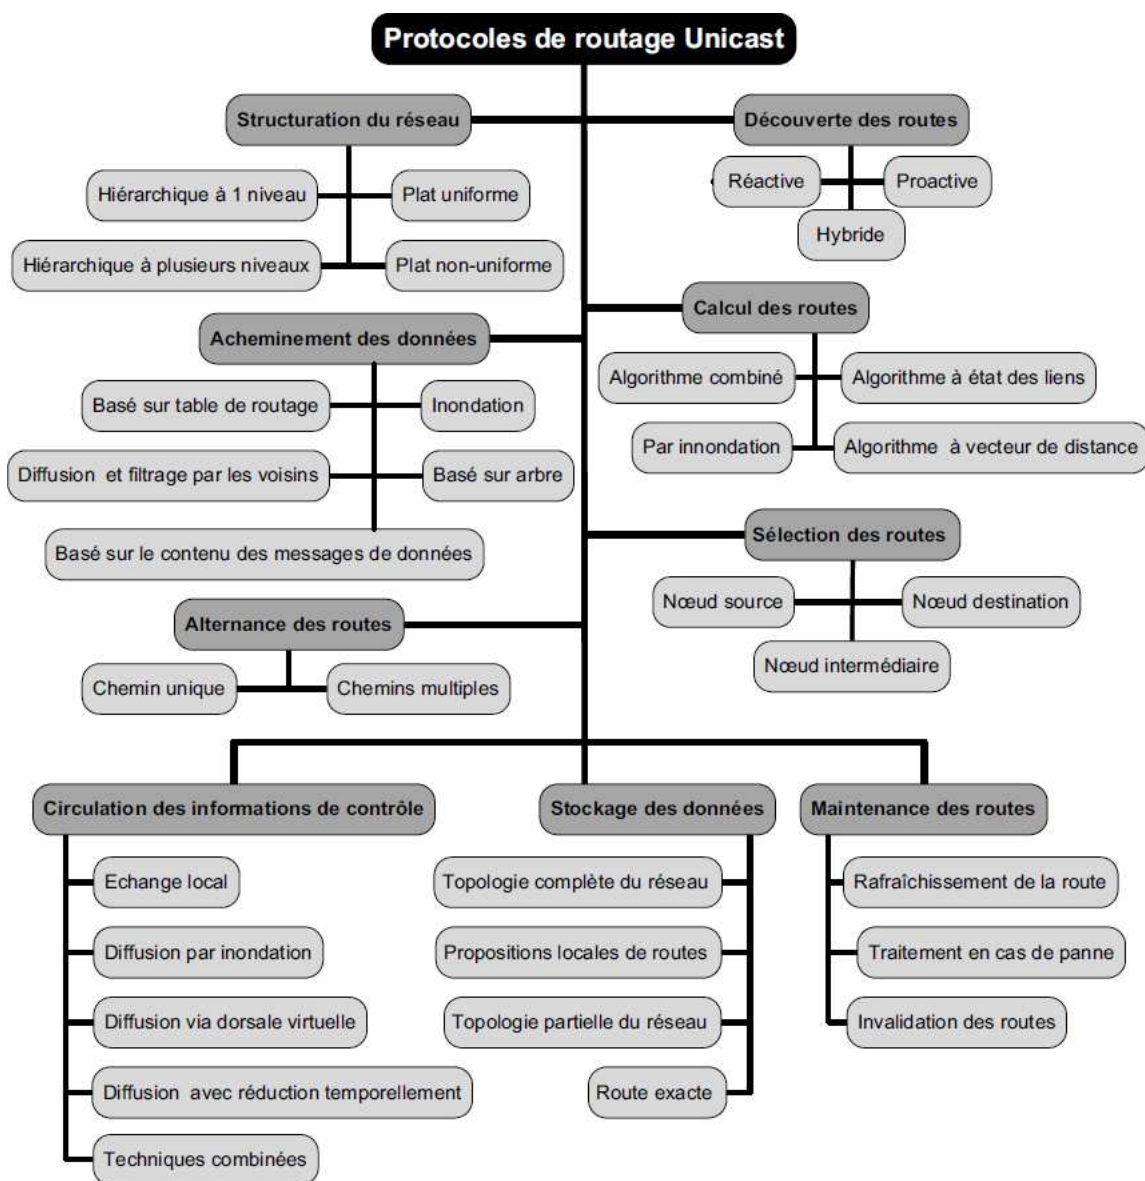 Protocoles de routage Unicast
Structuration du réseau
Découverte des routes
Hiérarchique à 1 niveau
Plat uniforme
Réactive
Proactive
Hybride
Hiérarchique à plusieurs niveaux
Plat non-uniforme
Calcul des routes
Acheminement des données
Algorithme combiné
Algorithme à état des liens
Basé sur table de routage
Inondation
Par innondation
Algorithme à vecteur de distance
Diffusion et filtrage par les voisins
Basé sur arbre
Sélection des routes
Basé sur le contenu des messages de données
Nœud source
Nœud destination
Alternance des routes
Nœud intermédiaire
Chemin unique
Chemins multiples
Circulation des informations de contrôle
Stockage des données
Maintenance des routes
Echange local
Topologie complète du réseau
Rafraîchissement de la route
Diffusion par inondation
Propositions locales de routes
Traitement en cas de panne
Diffusion via dorsale virtuelle
Topologie partielle du réseau
Invalidation des routes
Diffusion avec réduction temporellement
Route exacte
Techniques combinées